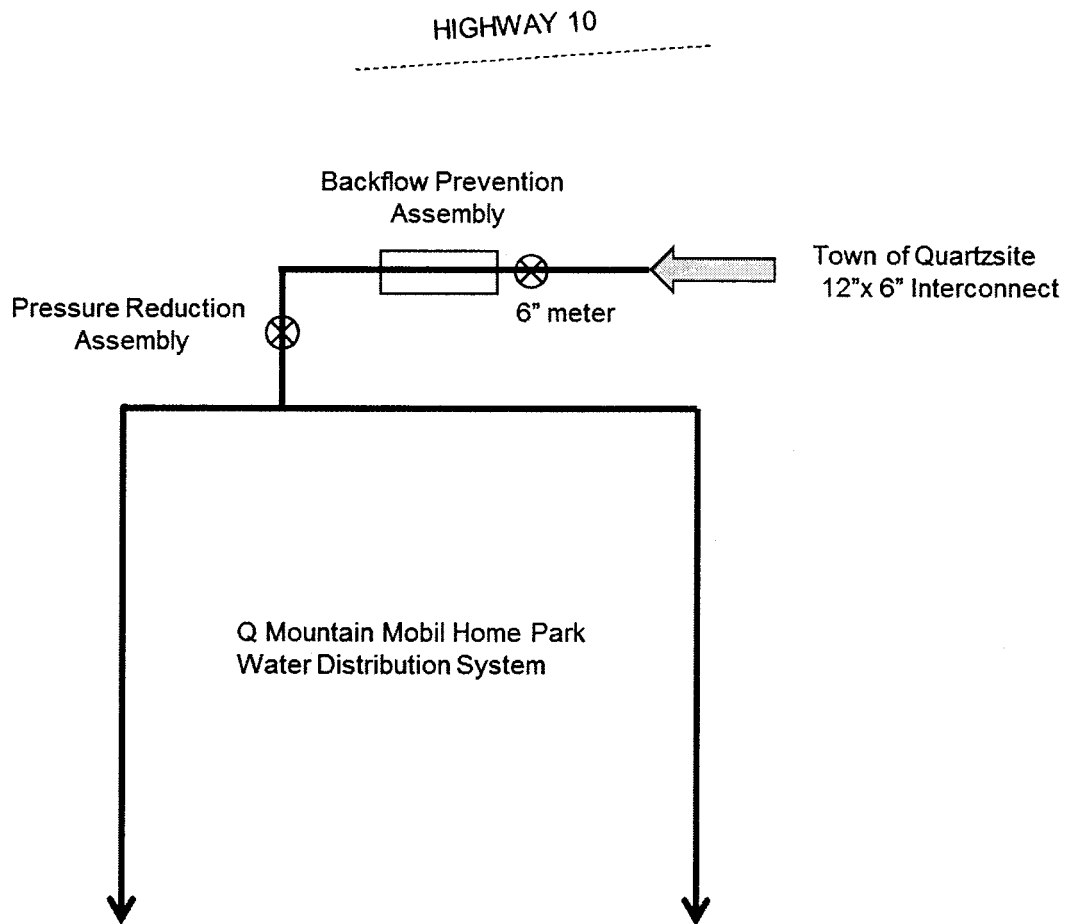 HIGHWAY 10
Backflow Prevention
Assembly
Town of Quartzsite
12”x 6” Interconnect
6” meter
Pressure Reduction
Assembly
Q Mountain Mobil Home Park
Water Distribution System